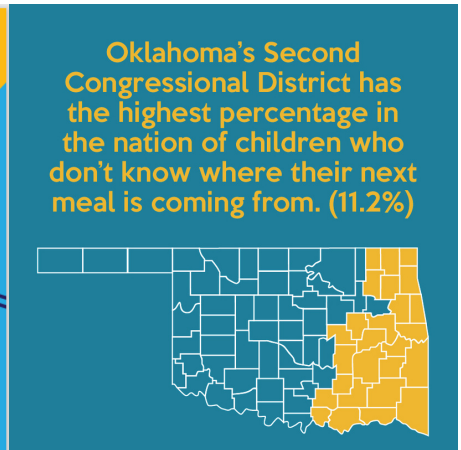 Oklahoma's Second
Congressional District has
the highest percentage in
the nation of children who
don't know where their next
meal is coming from. (11.2%)